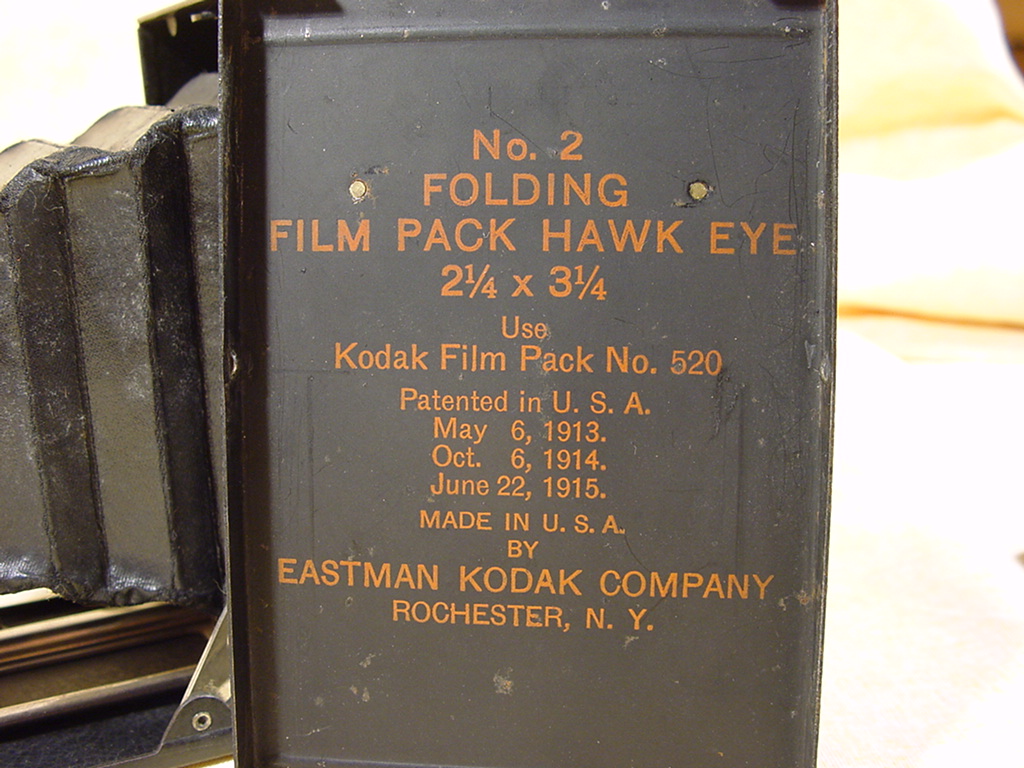 No. 2
FOLDING
FILM PACK HAWK EYE
2¼ x 3¼
Use
Kodak Film Pack No. 520
Patented in U. S. A.
May 6, 1913.
Oct. 6, 1914.
June 22, 1915.
MADE IN U. S. A.
BY
EASTMAN KODAK COMPANY
ROCHESTER, N. Y.